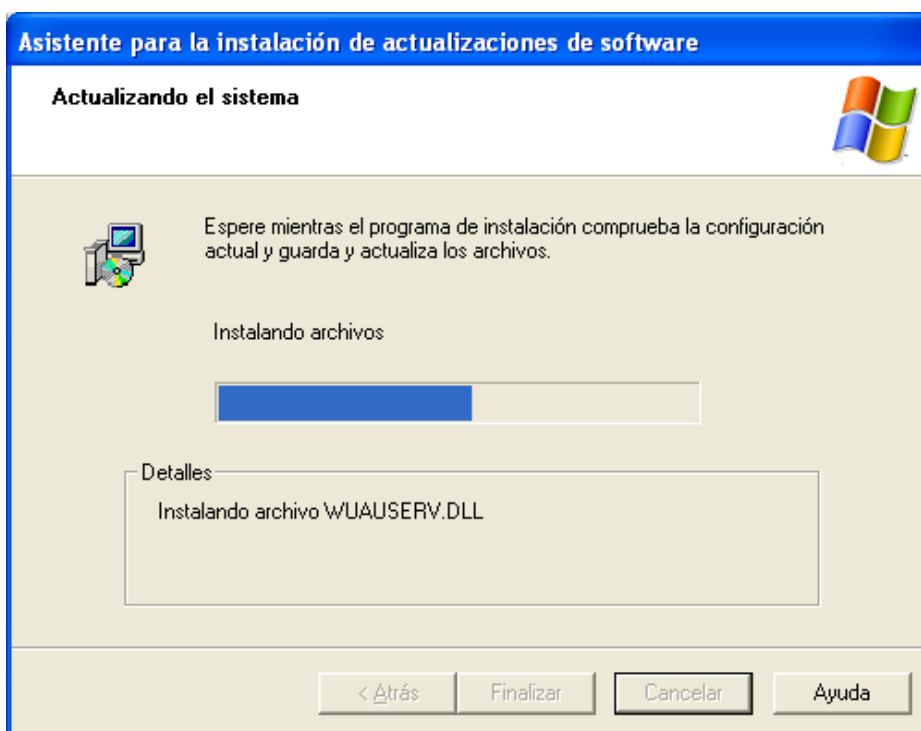 Asistente para la instalación de actualizaciones de software
Actualizando el sistema
Espere mientras el programa de instalación comprueba la configuración
actual y guarda y actualiza los archivos.
Instalando archivos
Detalles
Instalando archivo WUAUSERV.DLL
< Atrás
Finalizar
Cancelar
Ayuda